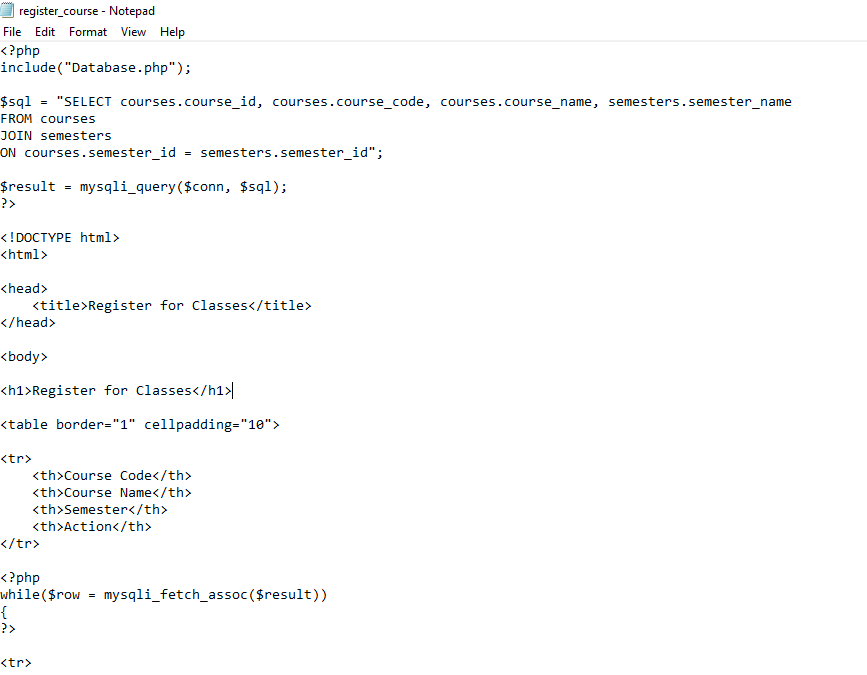 register_course - Notepad
File Edit Format View Help
<?php
include("Database.php");

$sql = "SELECT courses.course_id, courses.course_code, courses.course_name, semesters.semester_name
FROM courses
JOIN semesters
ON courses.semester_id = semesters.semester_id";

$result = mysqli_query($conn, $sql);
?>

<!DOCTYPE html>
<html>

<head>
    <title>Register for Classes</title>
</head>

<body>

<h1>Register for Classes</h1>

<table border="1" cellpadding="10">

<tr>
    <th>Course Code</th>
    <th>Course Name</th>
    <th>Semester</th>
    <th>Action</th>
</tr>

<?php
while($row = mysqli_fetch_assoc($result))
{
?>

<tr>